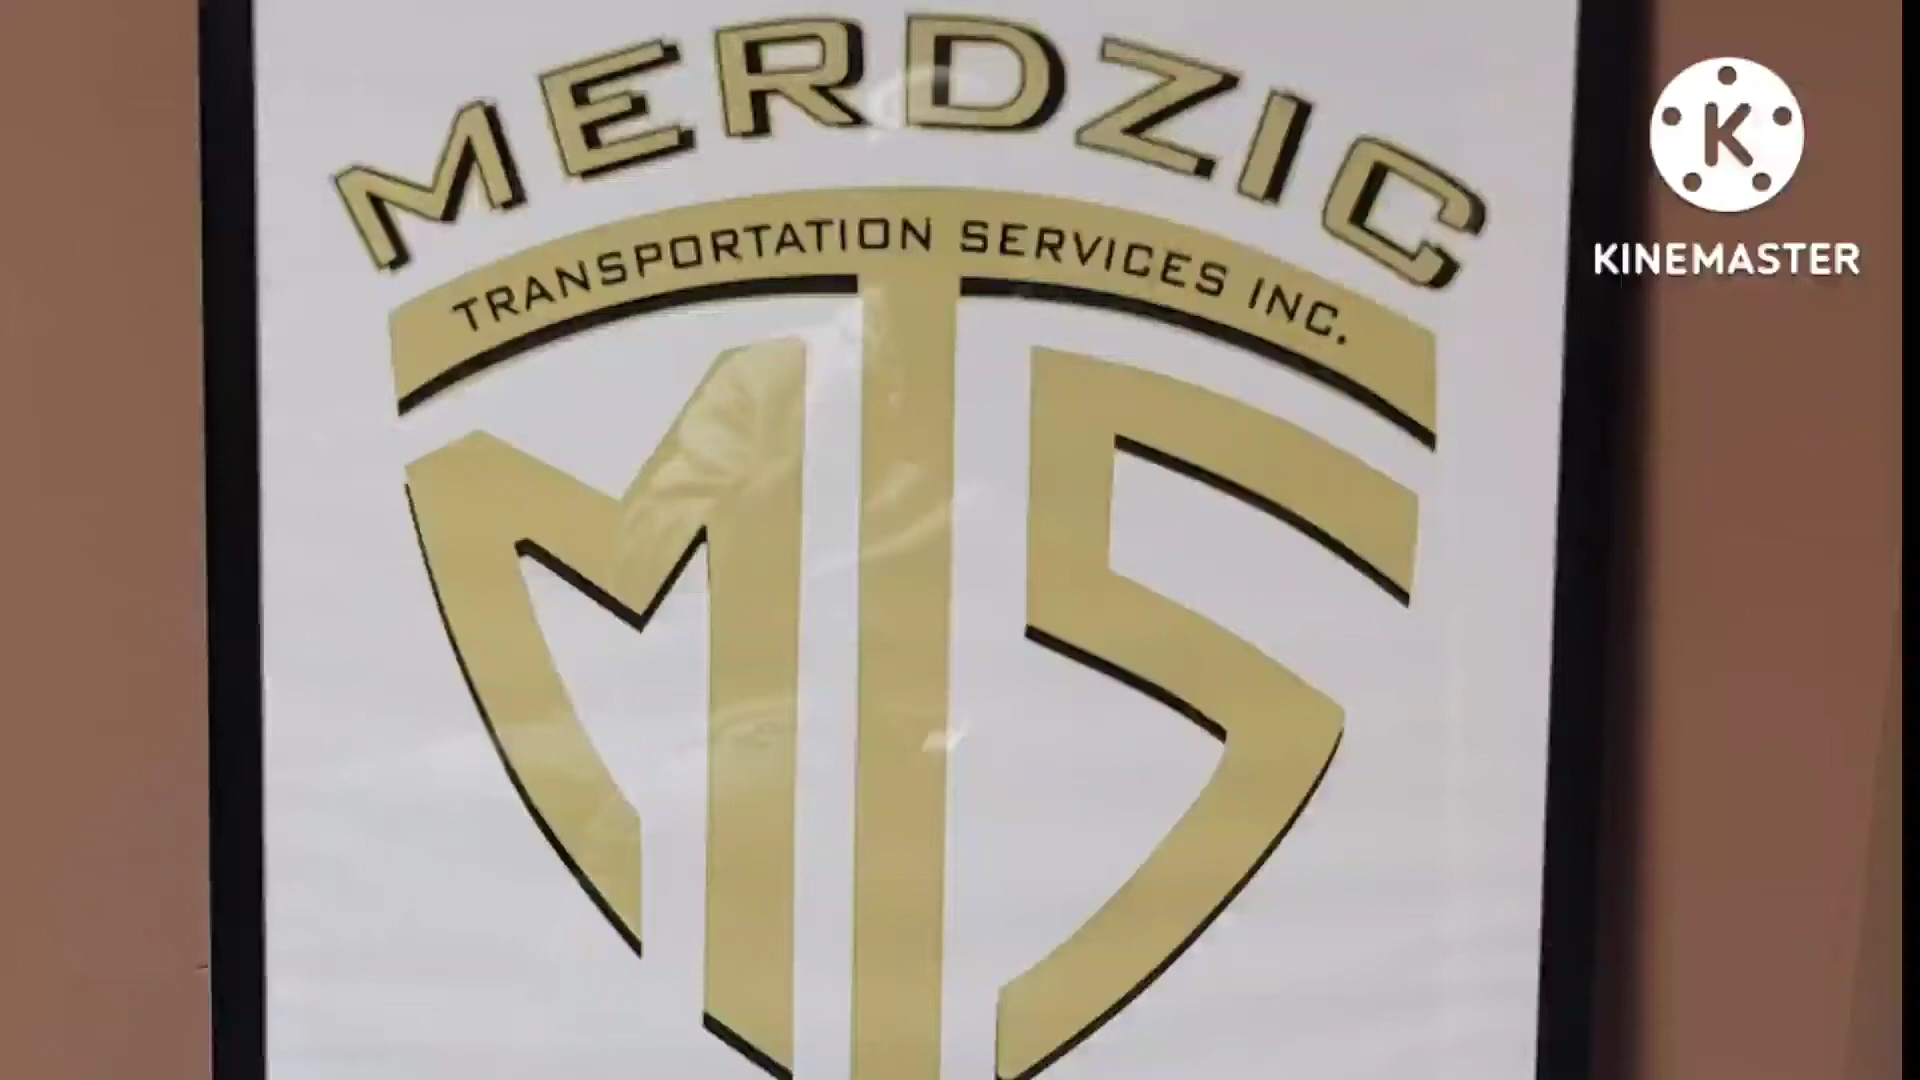 MERDZIC
TRANSPORTATION SERVICES INC.
MTS
K
KINEMASTER